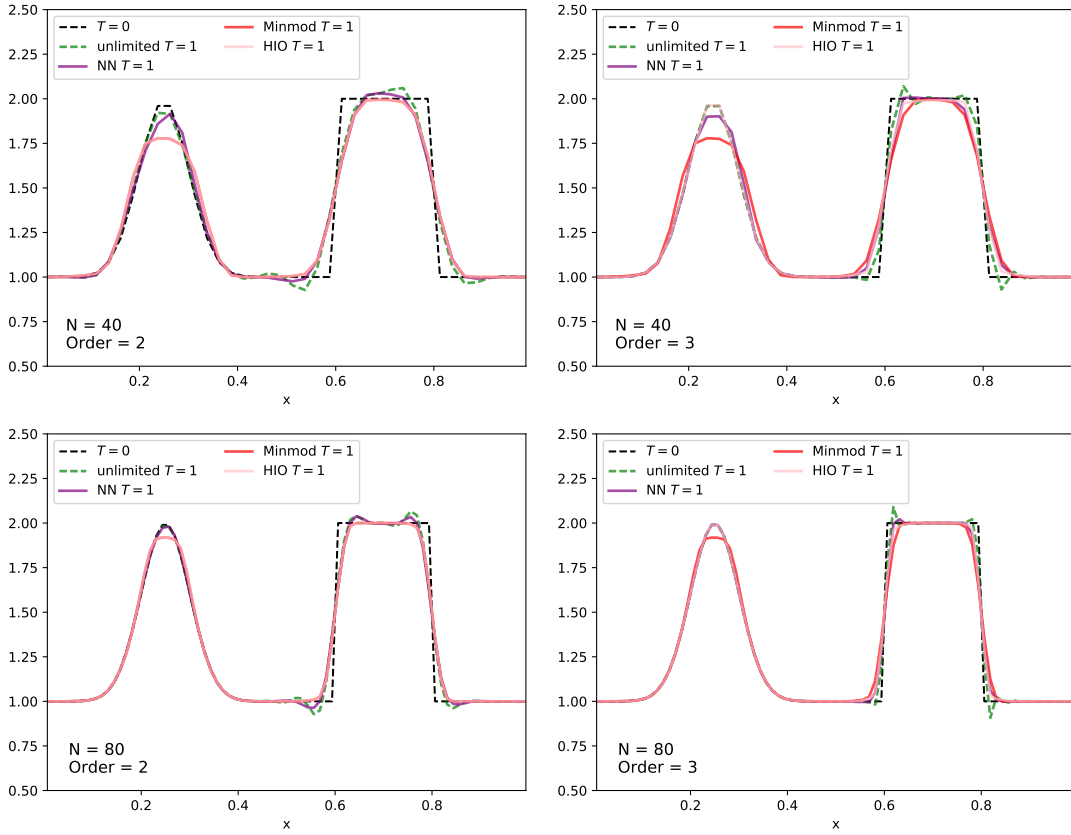 2.50
2.25
2.00
1.75
1.50
1.25
1.00
0.75
0.50
T = 0
unlimited T = 1
NN T = 1
Minmod T = 1
HIO T = 1
N = 40
Order = 2
0.2
0.4
0.6
0.8
x
2.50
2.25
2.00
1.75
1.50
1.25
1.00
0.75
0.50
T = 0
unlimited T = 1
NN T = 1
Minmod T = 1
HIO T = 1
N = 40
Order = 3
0.2
0.4
0.6
0.8
x
2.50
2.25
2.00
1.75
1.50
1.25
1.00
0.75
0.50
T = 0
unlimited T = 1
NN T = 1
Minmod T = 1
HIO T = 1
N = 80
Order = 2
0.2
0.4
0.6
0.8
x
2.50
2.25
2.00
1.75
1.50
1.25
1.00
0.75
0.50
T = 0
unlimited T = 1
NN T = 1
Minmod T = 1
HIO T = 1
N = 80
Order = 3
0.2
0.4
0.6
0.8
x